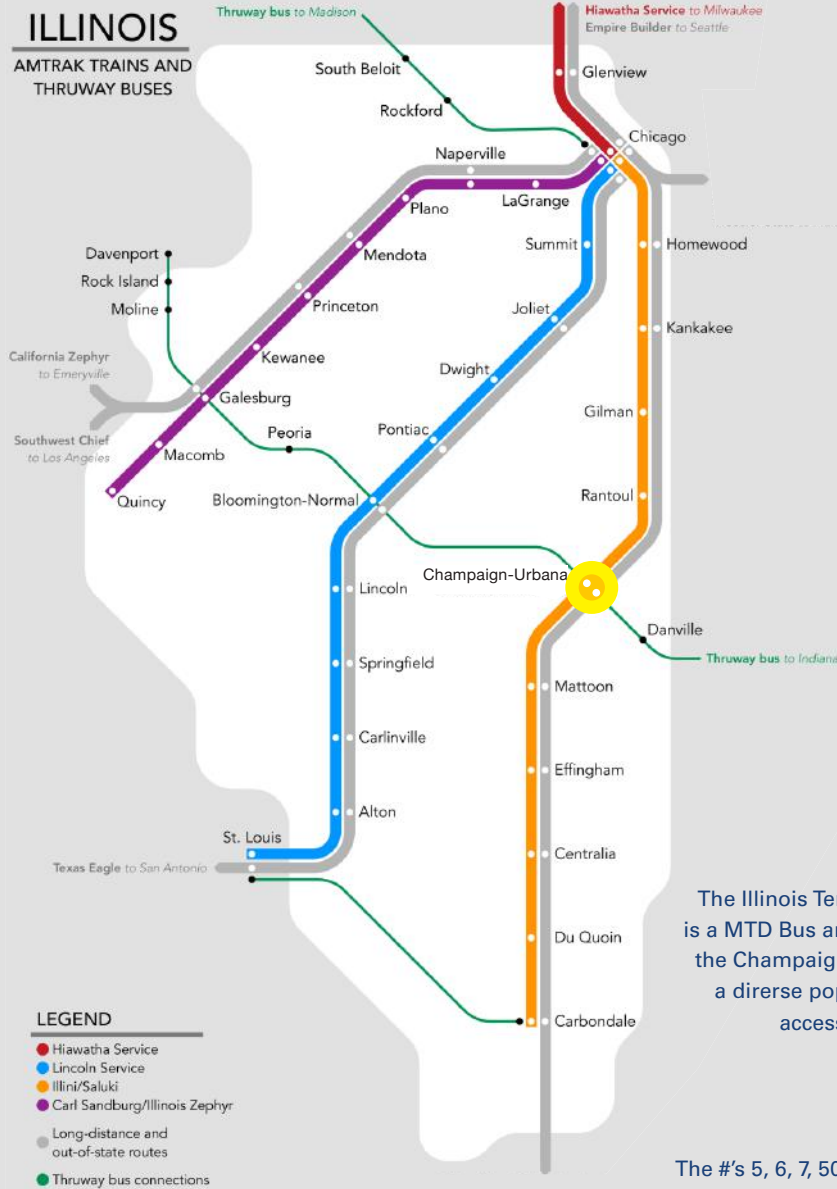 ILLINOIS
AMTRAK TRAINS AND
THRUWAY BUSES
Thruway bus to Madison
Hiawatha Service to Milwaukee
Empire Builder to Seattle
South Beloit
Glenview
Rockford
Chicago
Naperville
LaGrange
Plano
Summit
Homewood
Davenport
Mendota
Rock Island
Princeton
Joliet
Moline
Kankakee
California Zephyr
to Emeryville
Kewanee
Dwight
Galesburg
Gilman
Southwest Chief
to Los Angeles
Macomb
Peoria
Pontiac
Quincy
Bloomington-Normal
Rantoul
Champaign-Urbana
Lincoln
Danville
Thruway bus to Indiana
Springfield
Mattoon
Carlinville
Effingham
Alton
St. Louis
Texas Eagle to San Antonio
Centralia
Du Quoin
Carbondale
The Illinois Ter
is a MTD Bus an
the Champaig
a direrse pop
access
LEGEND
Hiawatha Service
Lincoln Service
Illini/Saluki
Carl Sandburg/Illinois Zephyr
Long-distance and
out-of-state routes
Thruway bus connections
The #'s 5, 6, 7, 50